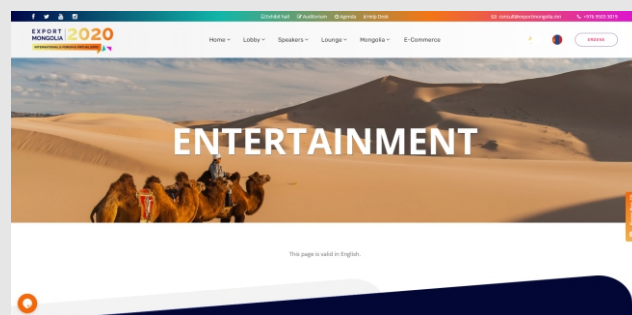 Exhibit hall Auditorium Agenda Help Desk consult@exportmongolia.mn +976 9502 3019
EXPORT
MONGOLIA 2020
Home Lobby Speakers Lounge Mongolia E-Commerce
ENTERTAINMENT
This page is valid in English.